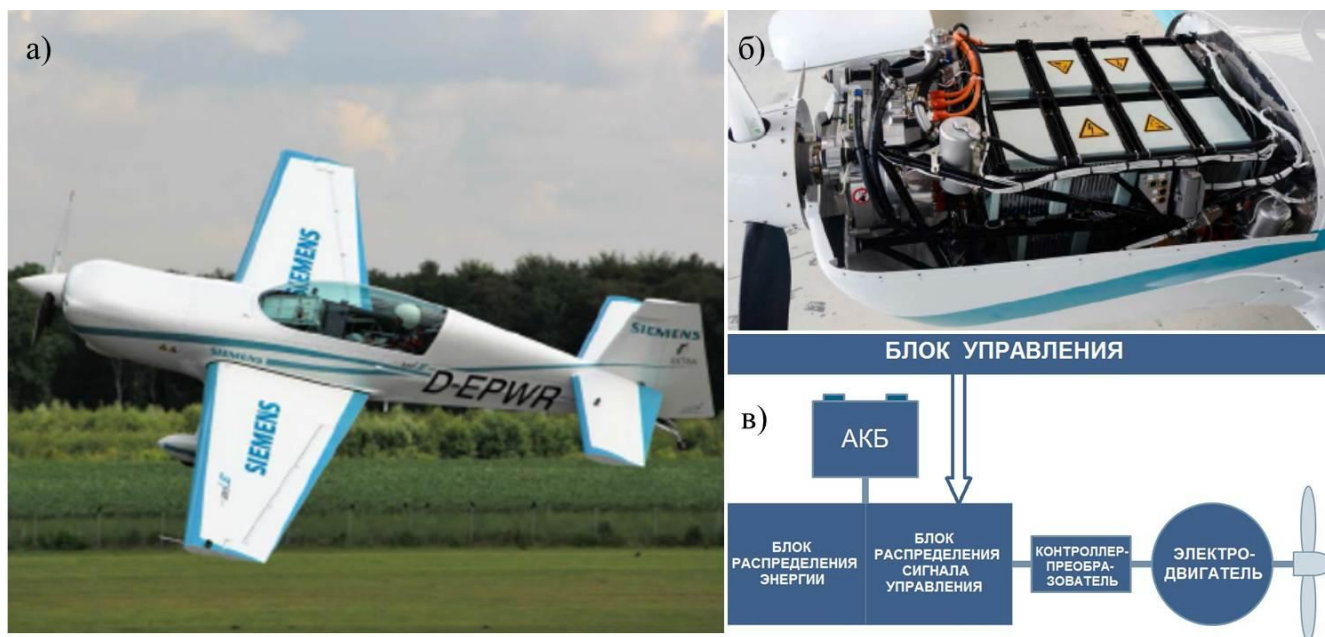 а)
SIEMENS
SIEMENS
SIEMENS
SIEMENS
EXTRA
D-EPWR
б)
БЛОК УПРАВЛЕНИЯ
в)
АКБ
БЛОК
РАСПРЕДЕЛЕНИЯ
ЭНЕРГИИ
БЛОК
РАСПРЕДЕЛЕНИЯ
СИГНАЛА
УПРАВЛЕНИЯ
КОНТРОЛЛЕР-
ПРЕОБРА-
ЗОВАТЕЛЬ
ЭЛЕКТРО-
ДВИГАТЕЛЬ